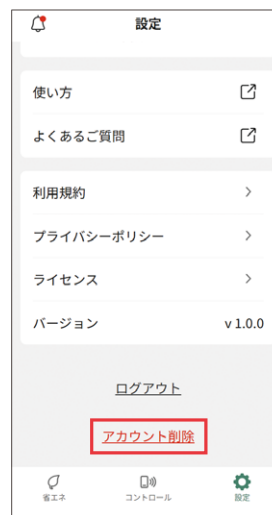 設定
使い方
よくあるご質問
利用規約
プライバシーポリシー
ライセンス
バージョン v 1.0.0
ログアウト
アカウント削除
省エネ コントロール 設定